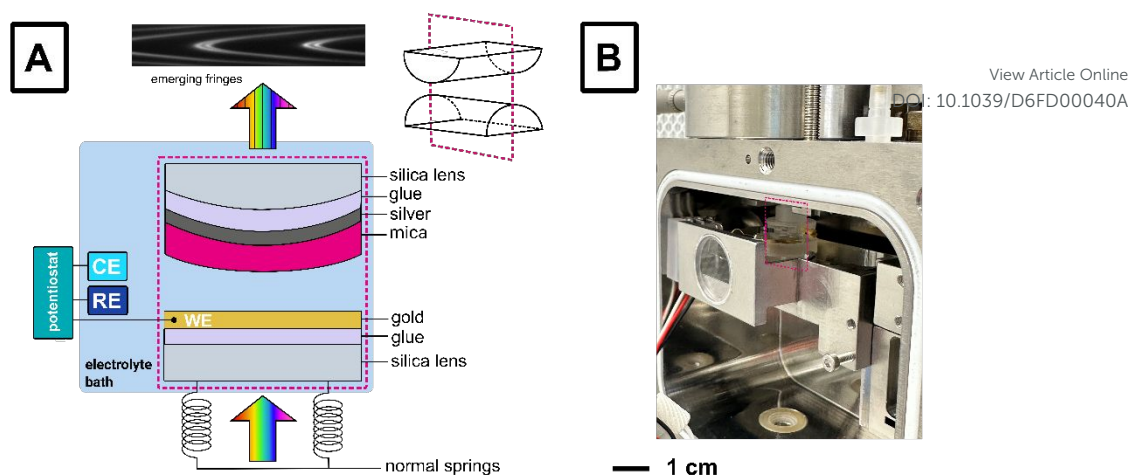 A
emerging fringes
silica lens
glue
silver
mica
potentiostat
CE
RE
WE
gold
glue
silica lens
electrolyte
bath
normal springs
B
View Article Online
DOI: 10.1039/D6FD00040A
1 cm